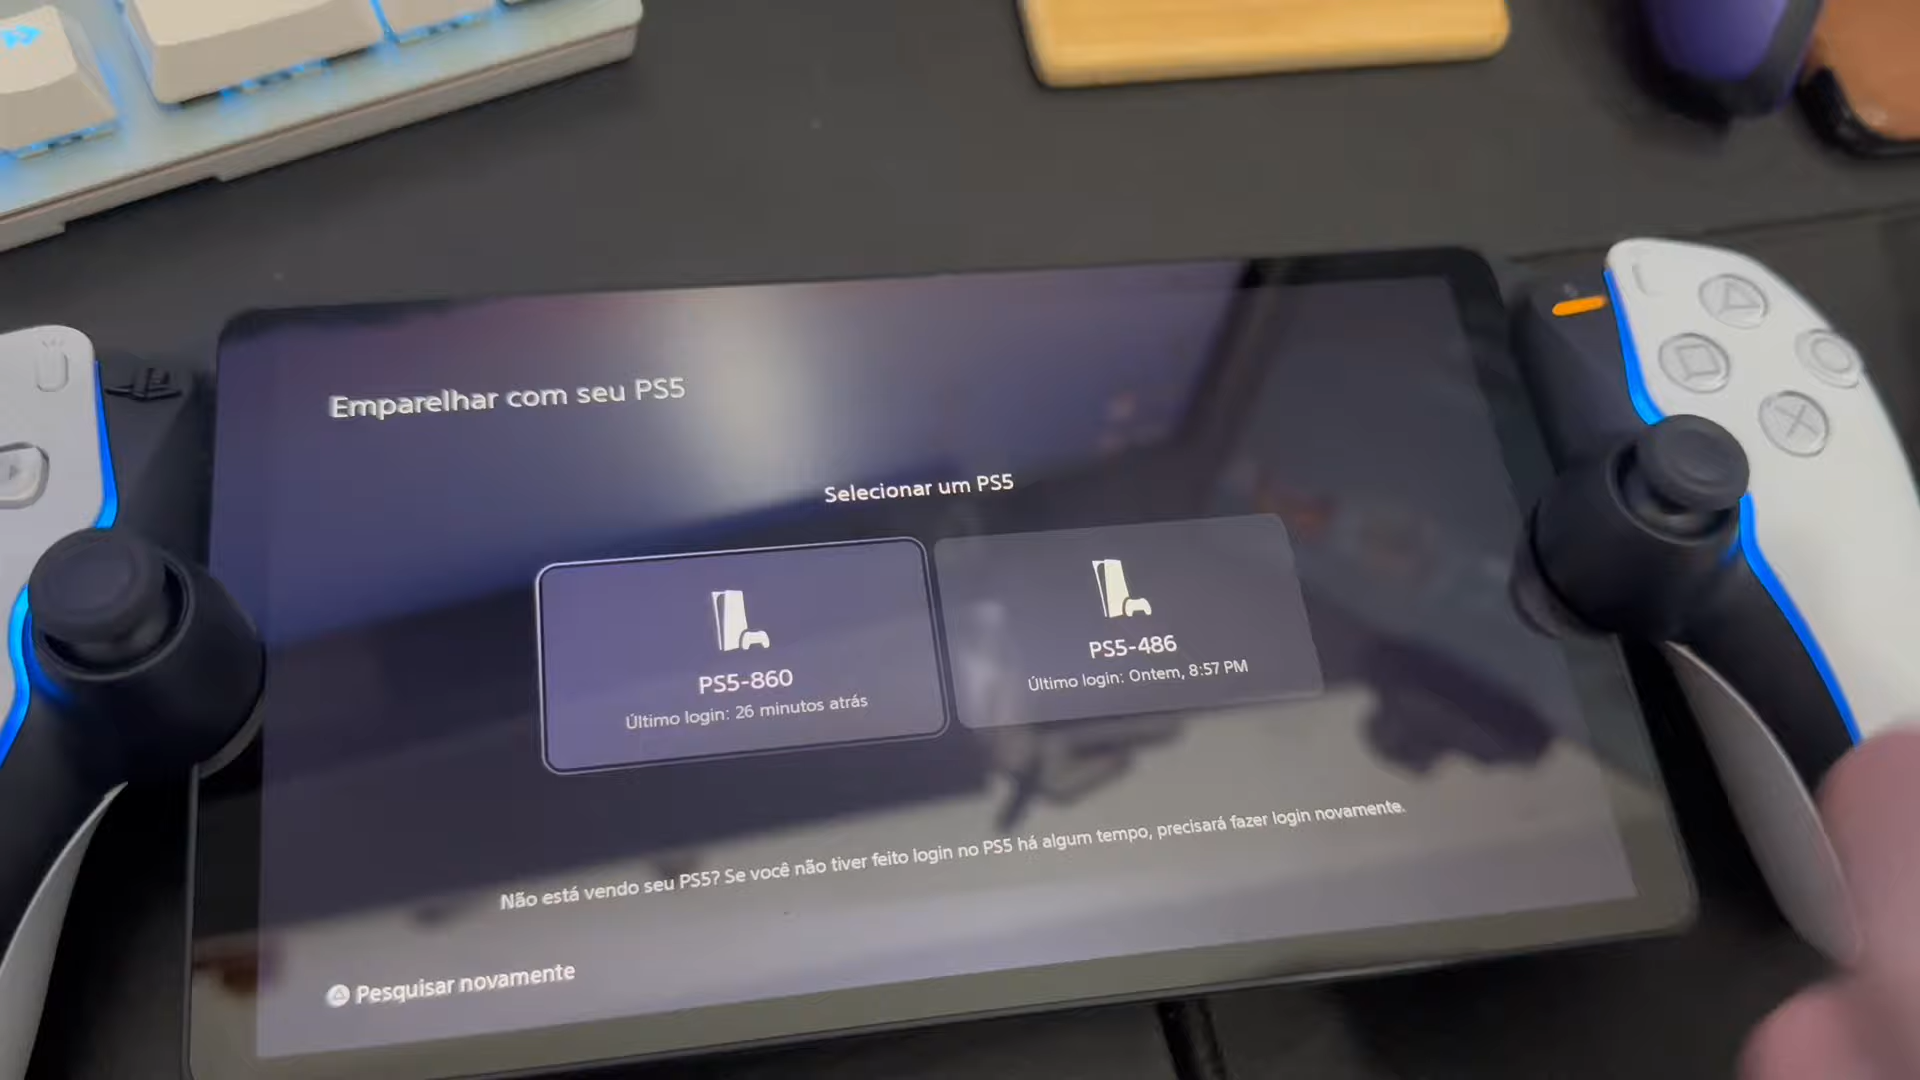 Emparelhar com seu PS5
Selecionar um PS5
PS5-860
Último login: 26 minutos atrás
PS5-486
Último login: Ontem, 8:57 PM
Não está vendo seu PS5? Se você não tiver feito login no PS5 há algum tempo, precisará fazer login novamente.
Pesquisar novamente